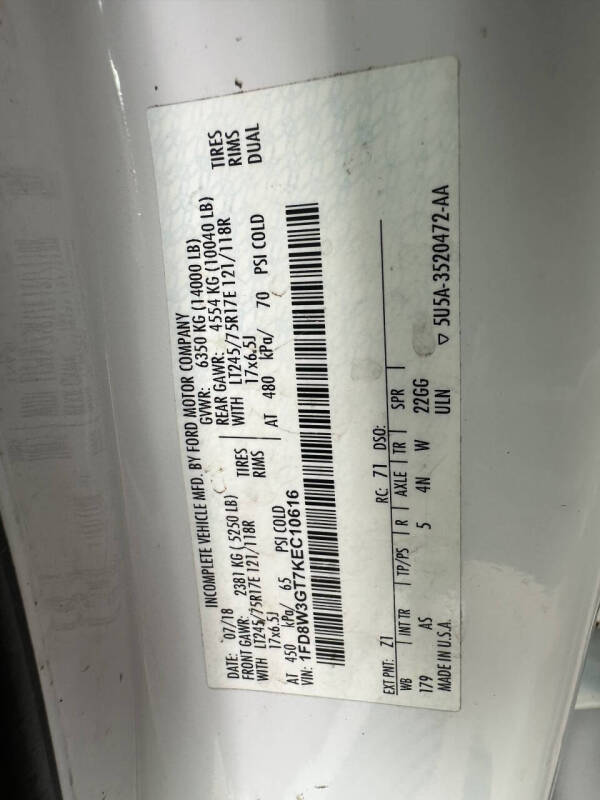 INCOMPLETE VEHICLE MFD. BY FORD MOTOR COMPANY
DATE: 07/18 GVWR: 6350 KG (14000 LB)
FRONT GAWR: 2381 KG ( 5250 LB) REAR GAWR: 4554 KG (10040 LB)
WITH LT245/75R17E 121/118R TIRES WITH LT245/75R17E 121/118R TIRES
17x6.5J RIMS 17x6.5J RIMS
AT 450 kPa/ 65 PSI COLD AT 480 kPa/ 70 PSI COLD DUAL
VIN: 1FD8W3GT7KEC10616
EXT PNT: Z1 RC: 71 DSO:
WB INT TR TP/PS R AXLE TR SPR
179 AS 5 4N W 22GG
MADE IN U.S.A. ULN
▽ 5U5A-3520472-AA